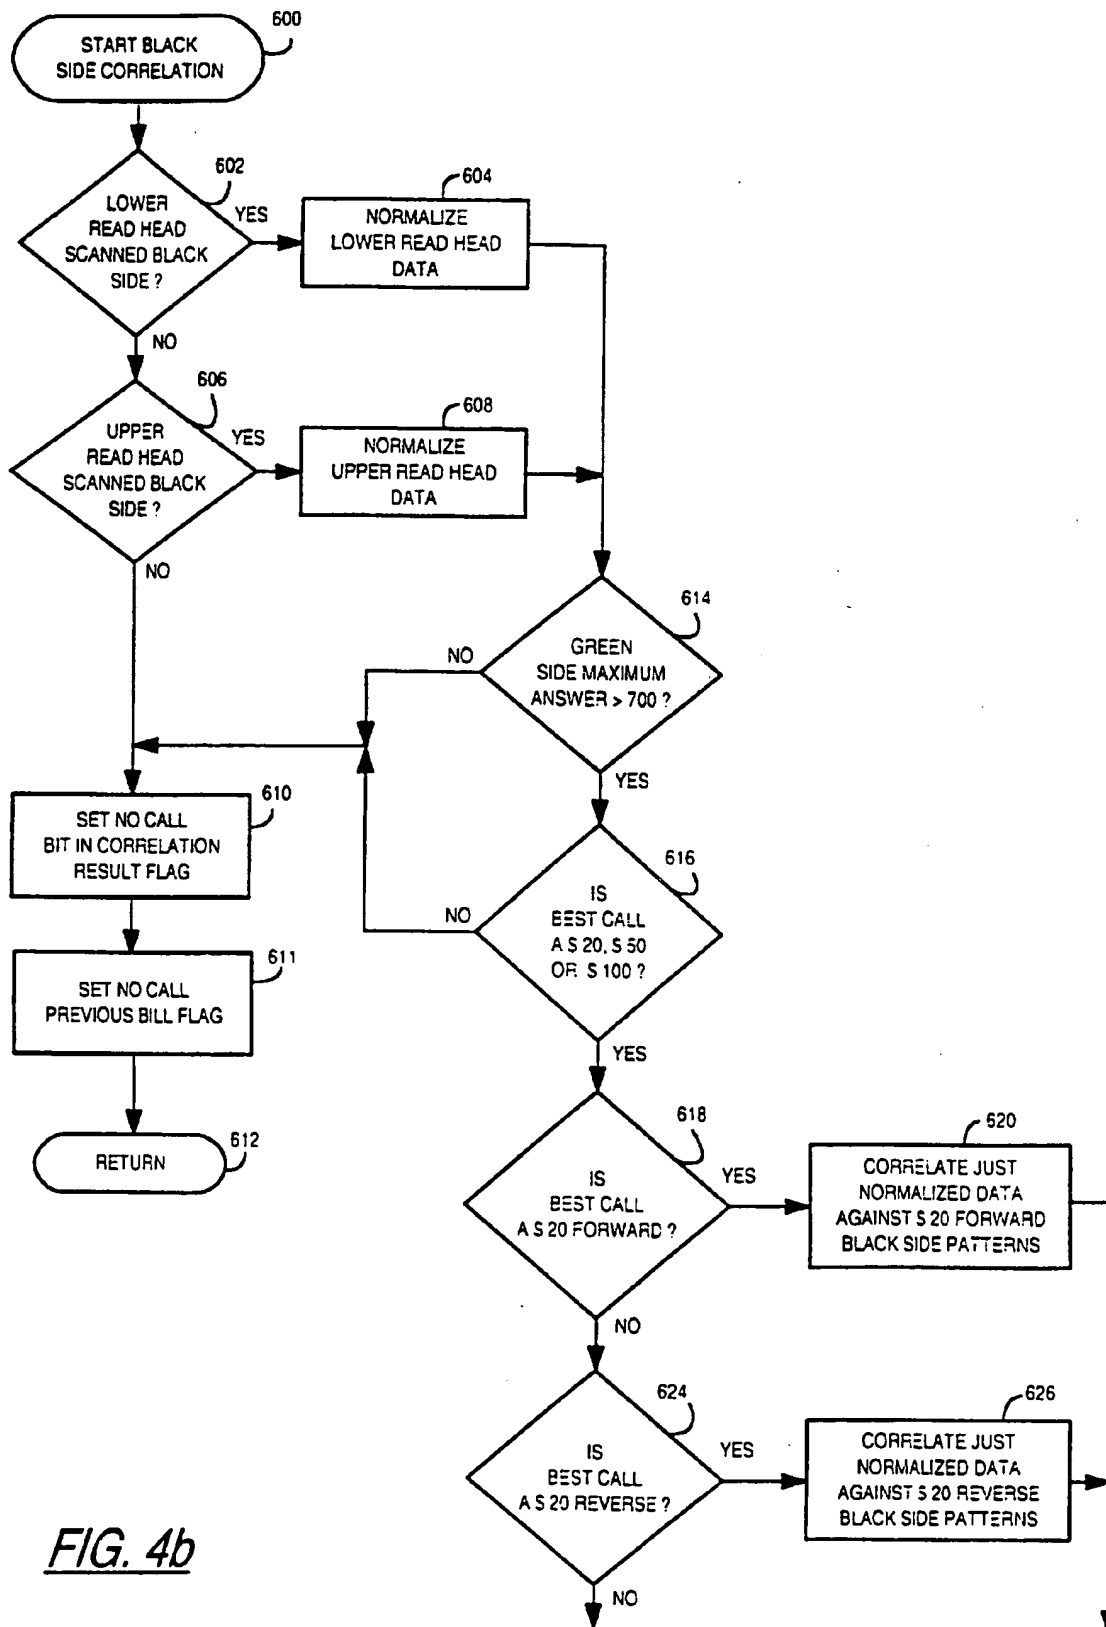 600
START BLACK
SIDE CORRELATION
602
LOWER
READ HEAD
SCANNED BLACK
SIDE ?
YES
604
NORMALIZE
LOWER READ HEAD
DATA
NO
606
UPPER
READ HEAD
SCANNED BLACK
SIDE ?
YES
608
NORMALIZE
UPPER READ HEAD
DATA
NO
614
GREEN
SIDE MAXIMUM
ANSWER > 700 ?
NO
YES
610
SET NO CALL
BIT IN CORRELATION
RESULT FLAG
616
IS
BEST CALL
A $ 20, $ 50
OR $ 100 ?
NO
YES
611
SET NO CALL
PREVIOUS BILL FLAG
612
RETURN
618
IS
BEST CALL
A $ 20 FORWARD ?
YES
620
CORRELATE JUST
NORMALIZED DATA
AGAINST $ 20 FORWARD
BLACK SIDE PATTERNS
NO
624
IS
BEST CALL
A $ 20 REVERSE ?
YES
626
CORRELATE JUST
NORMALIZED DATA
AGAINST $ 20 REVERSE
BLACK SIDE PATTERNS
NO
FIG. 4b